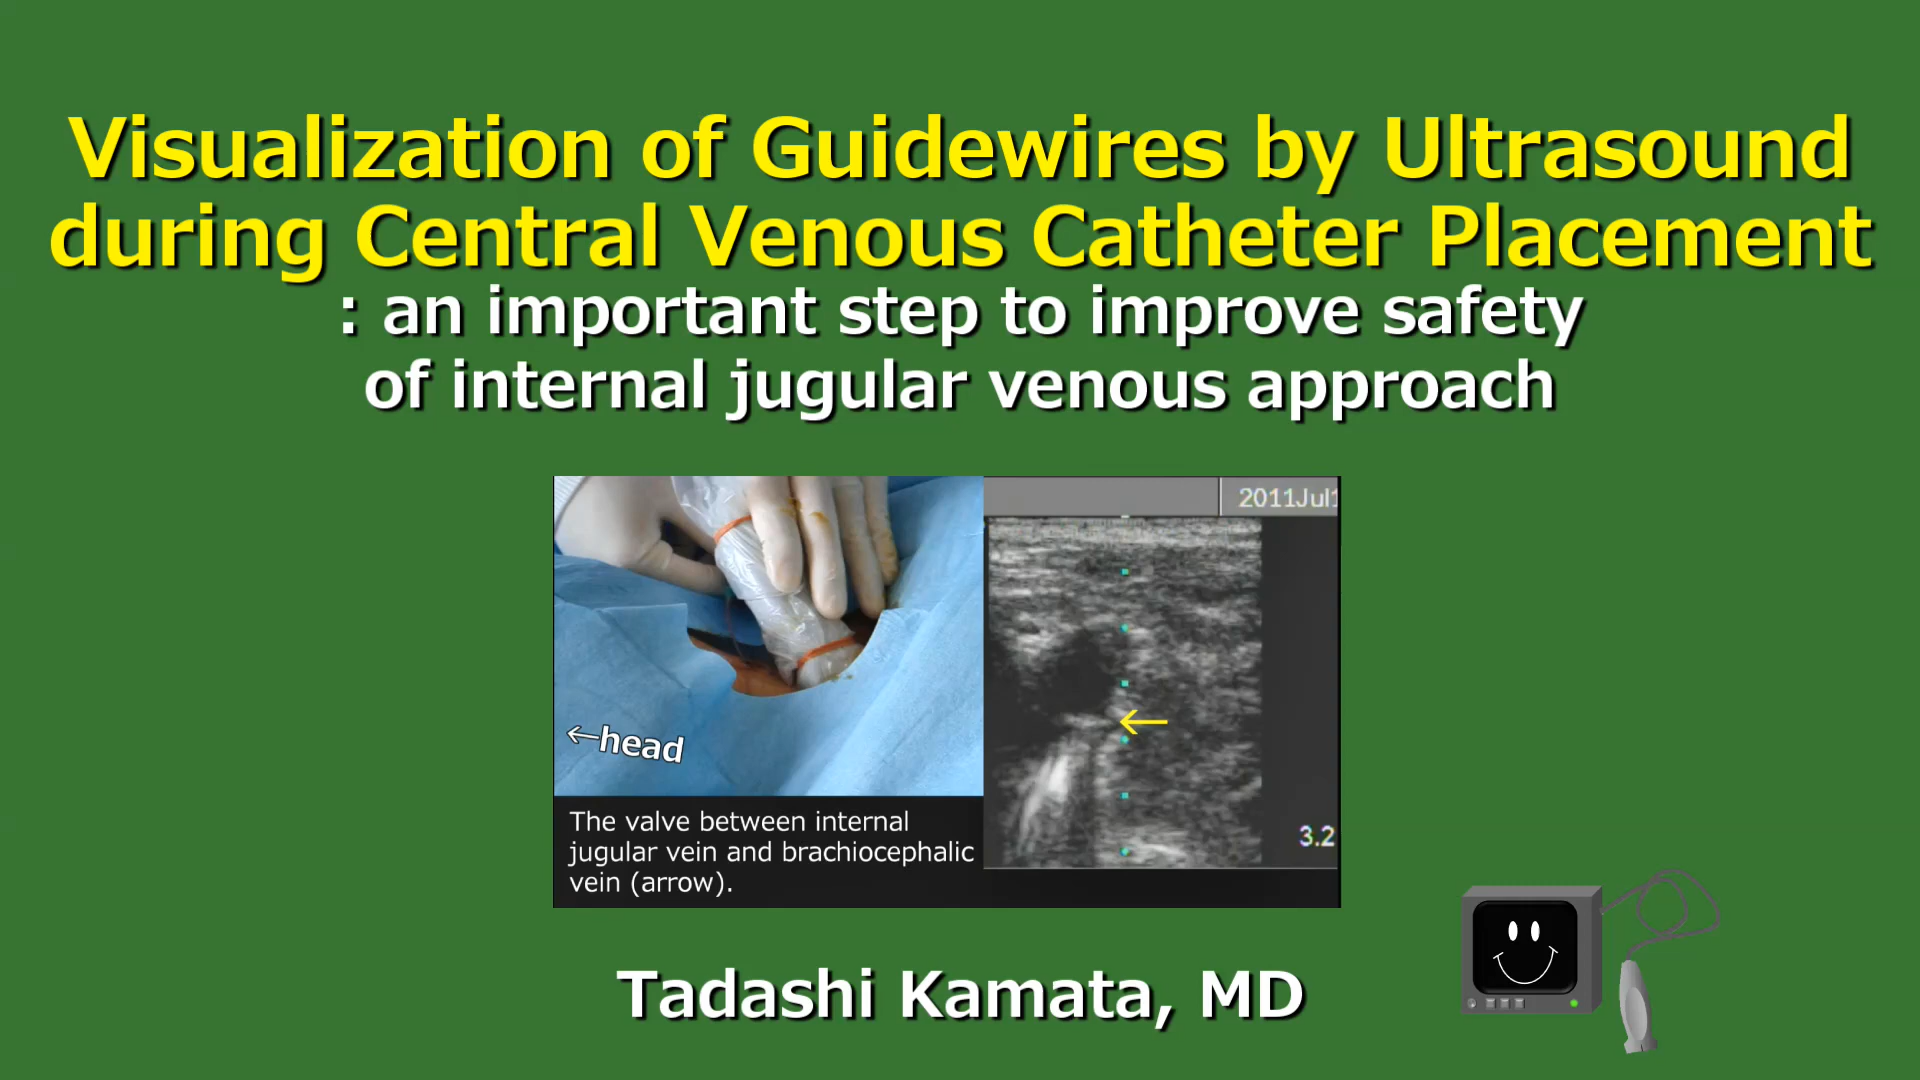 Visualization of Guidewires by Ultrasound
during Central Venous Catheter Placement
: an important step to improve safety
of internal jugular venous approach
2011Jul1
←head
3.2
The valve between internal
jugular vein and brachiocephalic
vein (arrow).
Tadashi Kamata, MD